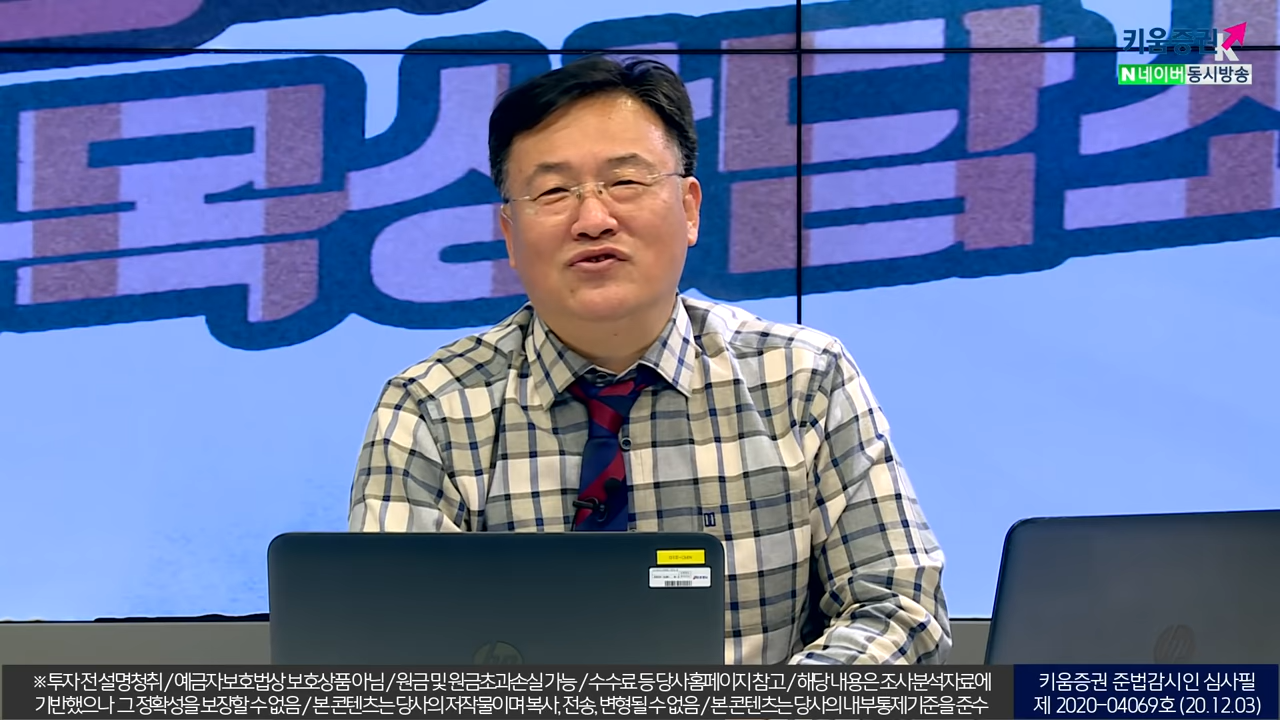 목상담소
키움증권
N 네이버 동시방송
hp
hp
※ 투자 전 설명청취 / 예금자보호법상 보호상품 아님 / 원금 및 원금초과손실 가능 / 수수료 등 당사홈페이지 참고 / 해당 내용은 조사분석자료에
기반했으나 그 정확성을 보장할 수 없음 / 본 콘텐츠는 당사의 저작물이며 복사, 전송, 변형될 수 없음 / 본 콘텐츠는 당사의 내부통제기준을 준수
키움증권 준법감시인 심사필
제 2020-04069호 (20.12.03)